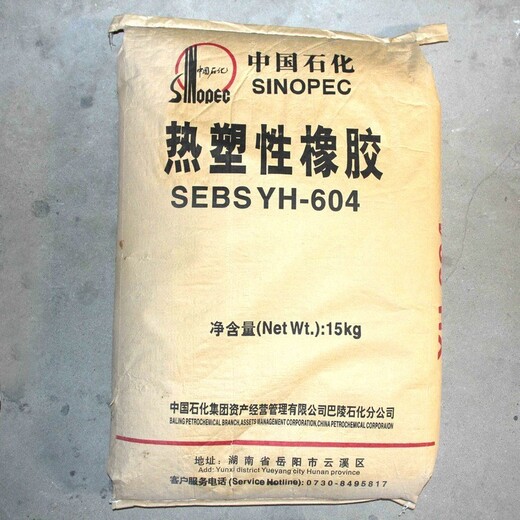 中国石化
SINOPEC
中国石化
SINOPEC
热塑性橡胶
SEBS YH-604
净含量(Net Wt.):15kg
中国石化集团资产经营管理有限公司巴陵石化分公司
BALING PETROCHEMICAL BRANCH,ASSETS MANAGEMENT CORPORATION,CHINA PETROCHEMICAL CORPORAION
地址: 湖南省岳阳市云溪区
Add: Yunxi district Yueyang city Hunan province
客户服务电话 (Service Hotline): 0730-8495817
YH-604